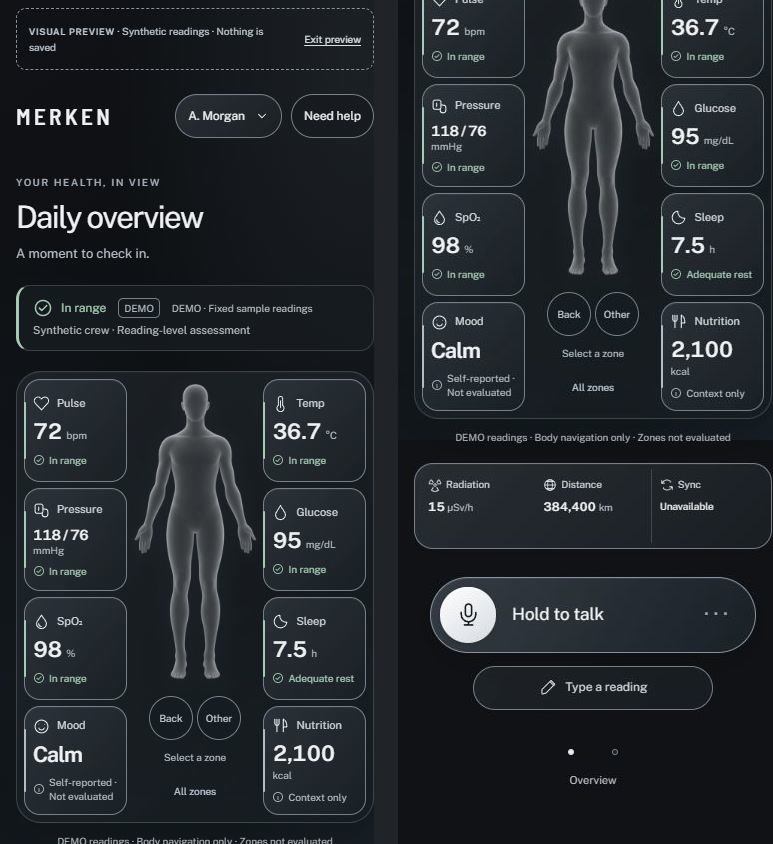 VISUAL PREVIEW · Synthetic readings · Nothing is
saved
Exit preview
MERKEN
A. Morgan
Need help
YOUR HEALTH, IN VIEW
Daily overview
A moment to check in.
In range
DEMO
DEMO · Fixed sample readings
Synthetic crew · Reading-level assessment
Pulse
72 bpm
In range
Temp
36.7 °C
In range
Pressure
118/76
mmHg
In range
Glucose
95 mg/dL
In range
SpO₂
98 %
In range
Sleep
7.5 h
Adequate rest
Mood
Calm
Self-reported ·
Not evaluated
Back
Other
Select a zone
All zones
Nutrition
2,100
kcal
Context only
DEMO readings · Body navigation only · Zones not evaluated
Pulse
72 bpm
In range
Temp
36.7 °C
In range
Pressure
118/76
mmHg
In range
Glucose
95 mg/dL
In range
SpO₂
98 %
In range
Sleep
7.5 h
Adequate rest
Mood
Calm
Self-reported ·
Not evaluated
Back
Other
Select a zone
All zones
Nutrition
2,100
kcal
Context only
DEMO readings · Body navigation only · Zones not evaluated
Radiation
15 µSv/h
Distance
384,400 km
Sync
Unavailable
Hold to talk
Type a reading
Overview